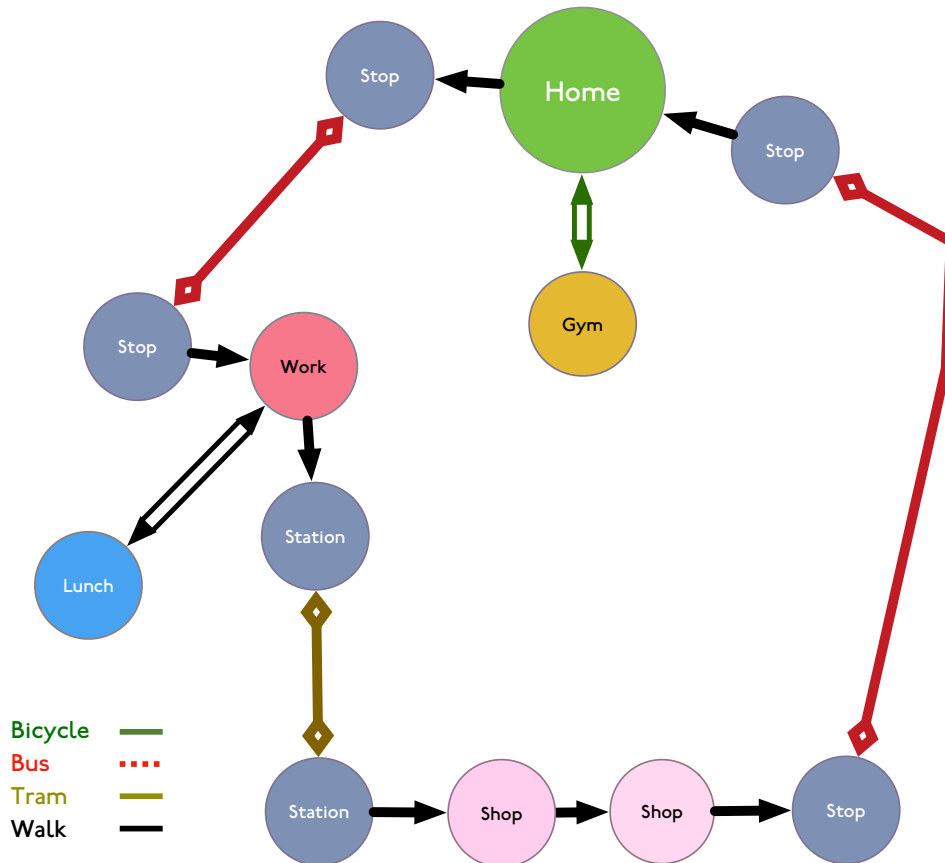 Stop
Home
Stop
Gym
Stop
Work
Station
Lunch
Bicycle
Bus
Tram
Walk
Station
Shop
Shop
Stop